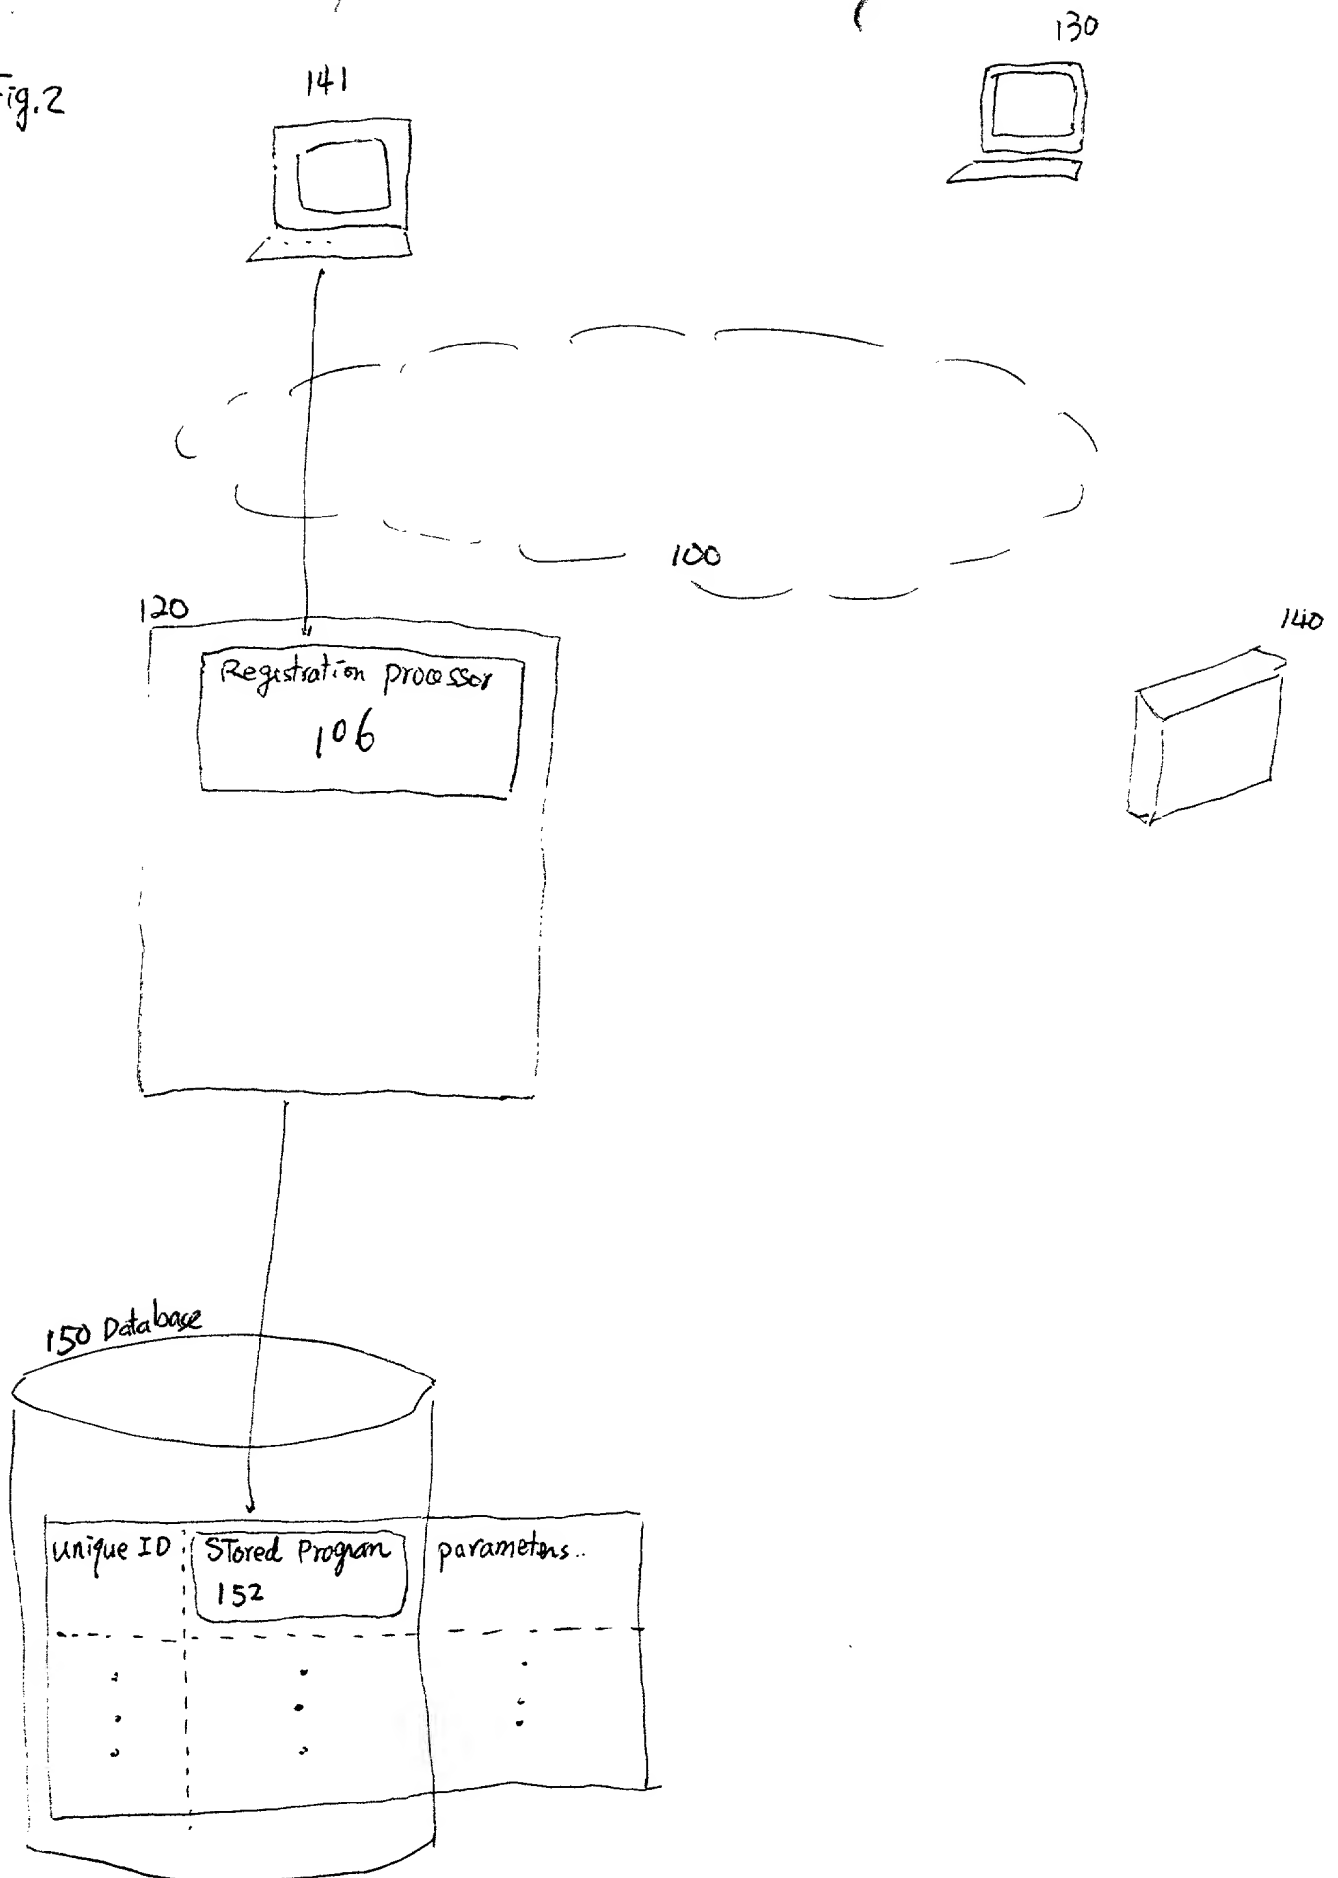 130
141
Fig.2
100
120
140
Registration processor
106
150 Database
unique ID
Stored Program
parameters..
152